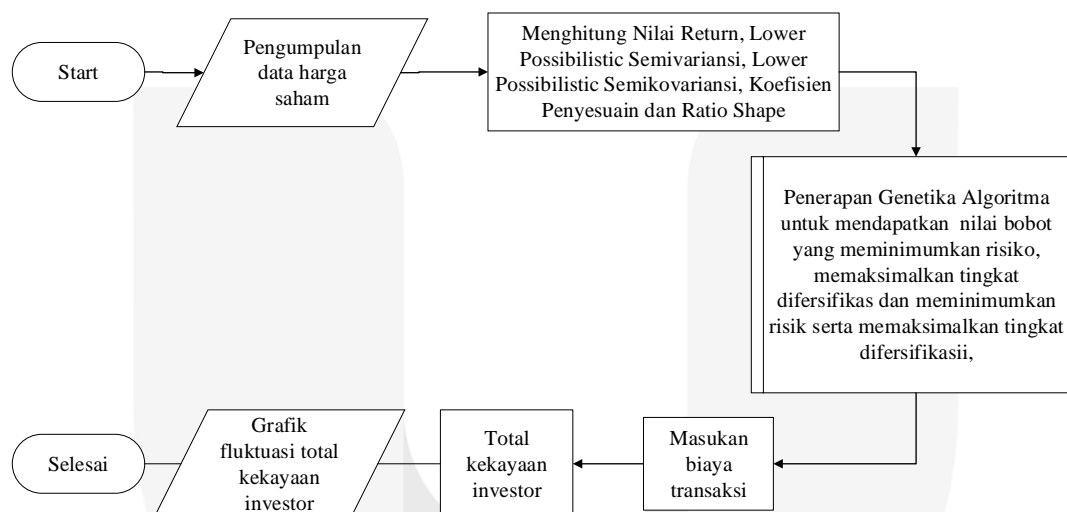 Start
Pengumpulan
data harga
saham
Menghitung Nilai Return, Lower
Possibilistic Semivariansi, Lower
Possibilistic Semikovariansi, Koefisien
Penyesuain dan Ratio Shape
Penerapan Genetika Algoritma
untuk mendapatkan nilai bobot
yang meminimumkan risiko,
memaksimalkan tingkat
difersifikas dan meminimumkan
risik serta memaksimalkan tingkat
difersifikasii,
Masukan
biaya
transaksi
Total
kekayaan
investor
Grafik
fluktuasi total
kekayaan
investor
Selesai